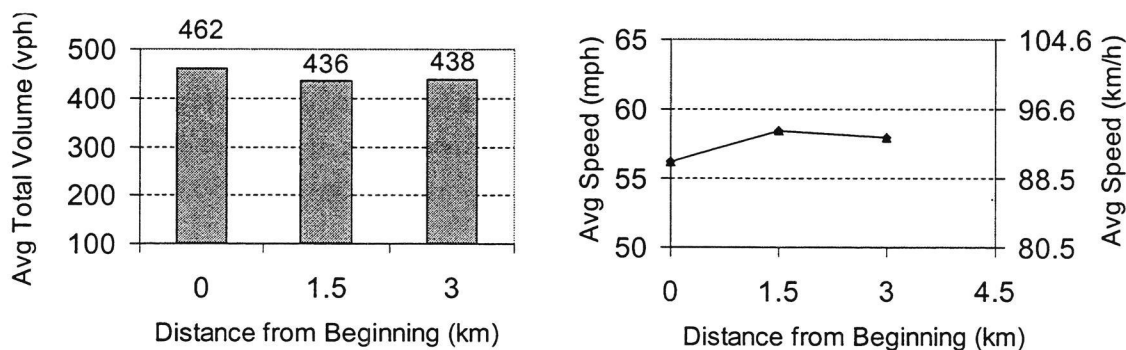 Avg Total Volume (vph)
500
400
300
200
100
462
436
438
0 1.5 3
Distance from Beginning (km)
Avg Speed (mph)
65
60
55
50
104.6
96.6
88.5
80.5
Avg Speed (km/h)
0 1.5 3 4.5
Distance from Beginning (km)